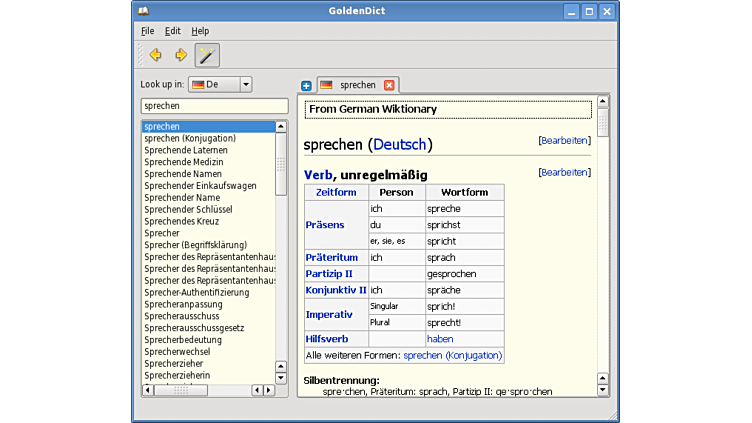 GoldenDict
File Edit Help
Look up in: De
sprechen
sprechen
sprechen
sprechen (Konjugation)
Sprechende Laternen
Sprechende Medizin
Sprechende Namen
Sprechender Einkaufswagen
Sprechender Name
Sprechender Schlüssel
Sprechendes Kreuz
Sprecher
Sprecher (Begriffsklärung)
Sprecher des Repräsentantenhaus
Sprecher des Repräsentantenhaus
Sprecher des Repräsentantenhaus
Sprecher-Authentifizierung
Sprecheranpassung
Sprecherausschuss
Sprecherausschussgesetz
Sprecherbedeutung
Sprecherwechsel
Sprecherzieher
Sprecherzieherin
From German Wiktionary
sprechen (Deutsch) [Bearbeiten]
Verb, unregelmäßig [Bearbeiten]
Zeitform Person Wortform
Präsens ich spreche
du sprichst
er, sie, es spricht
Präteritum ich sprach
Partizip II gesprochen
Konjunktiv II ich spräche
Imperativ Singular sprich!
Plural sprecht!
Hilfsverb haben
Alle weiteren Formen: sprechen (Konjugation)
Silbentrennung:
spre·chen, Präteritum: sprach, Partizip II: ge·spro·chen